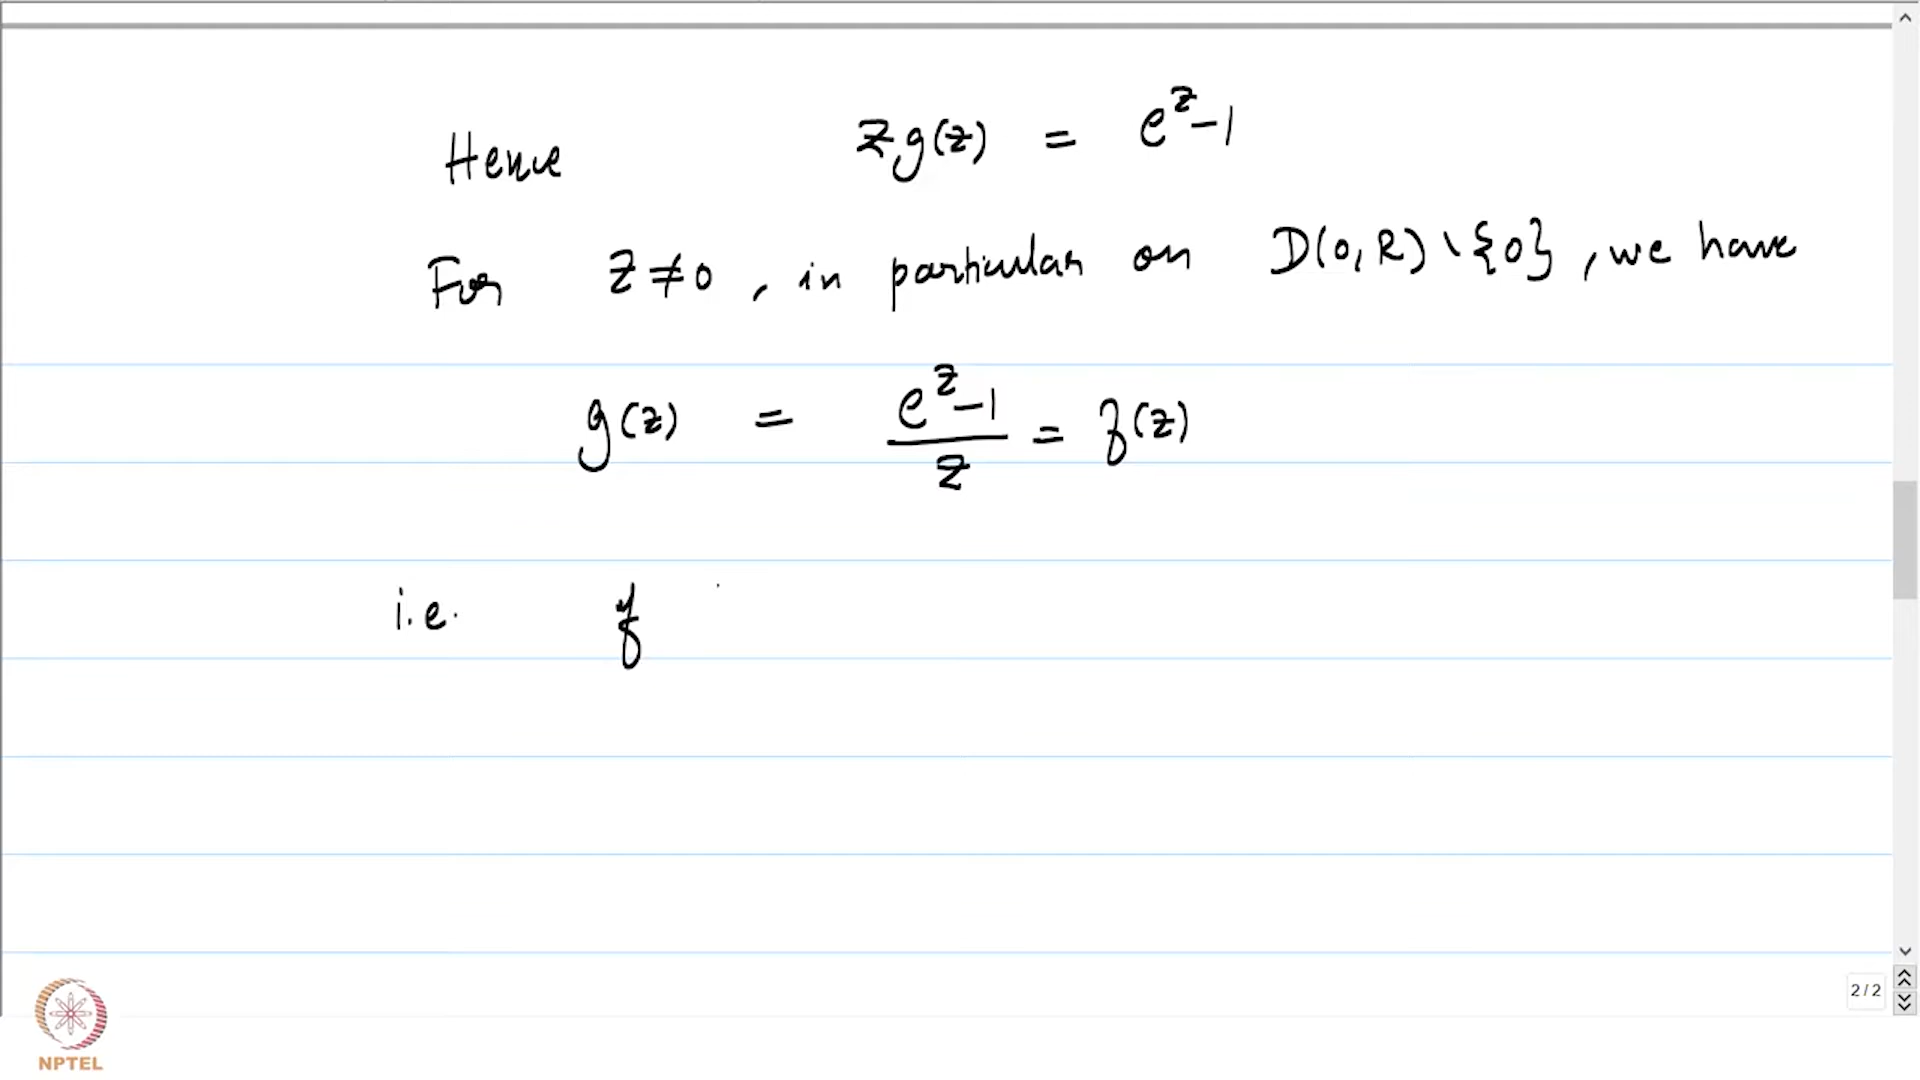 Hence zg(z) = e^z-1
For z≠0, in particular on D(0,R) \ {0}, we have
g(z) = (e^z-1)/z = f(z)
i.e. f
2/2
NPTEL